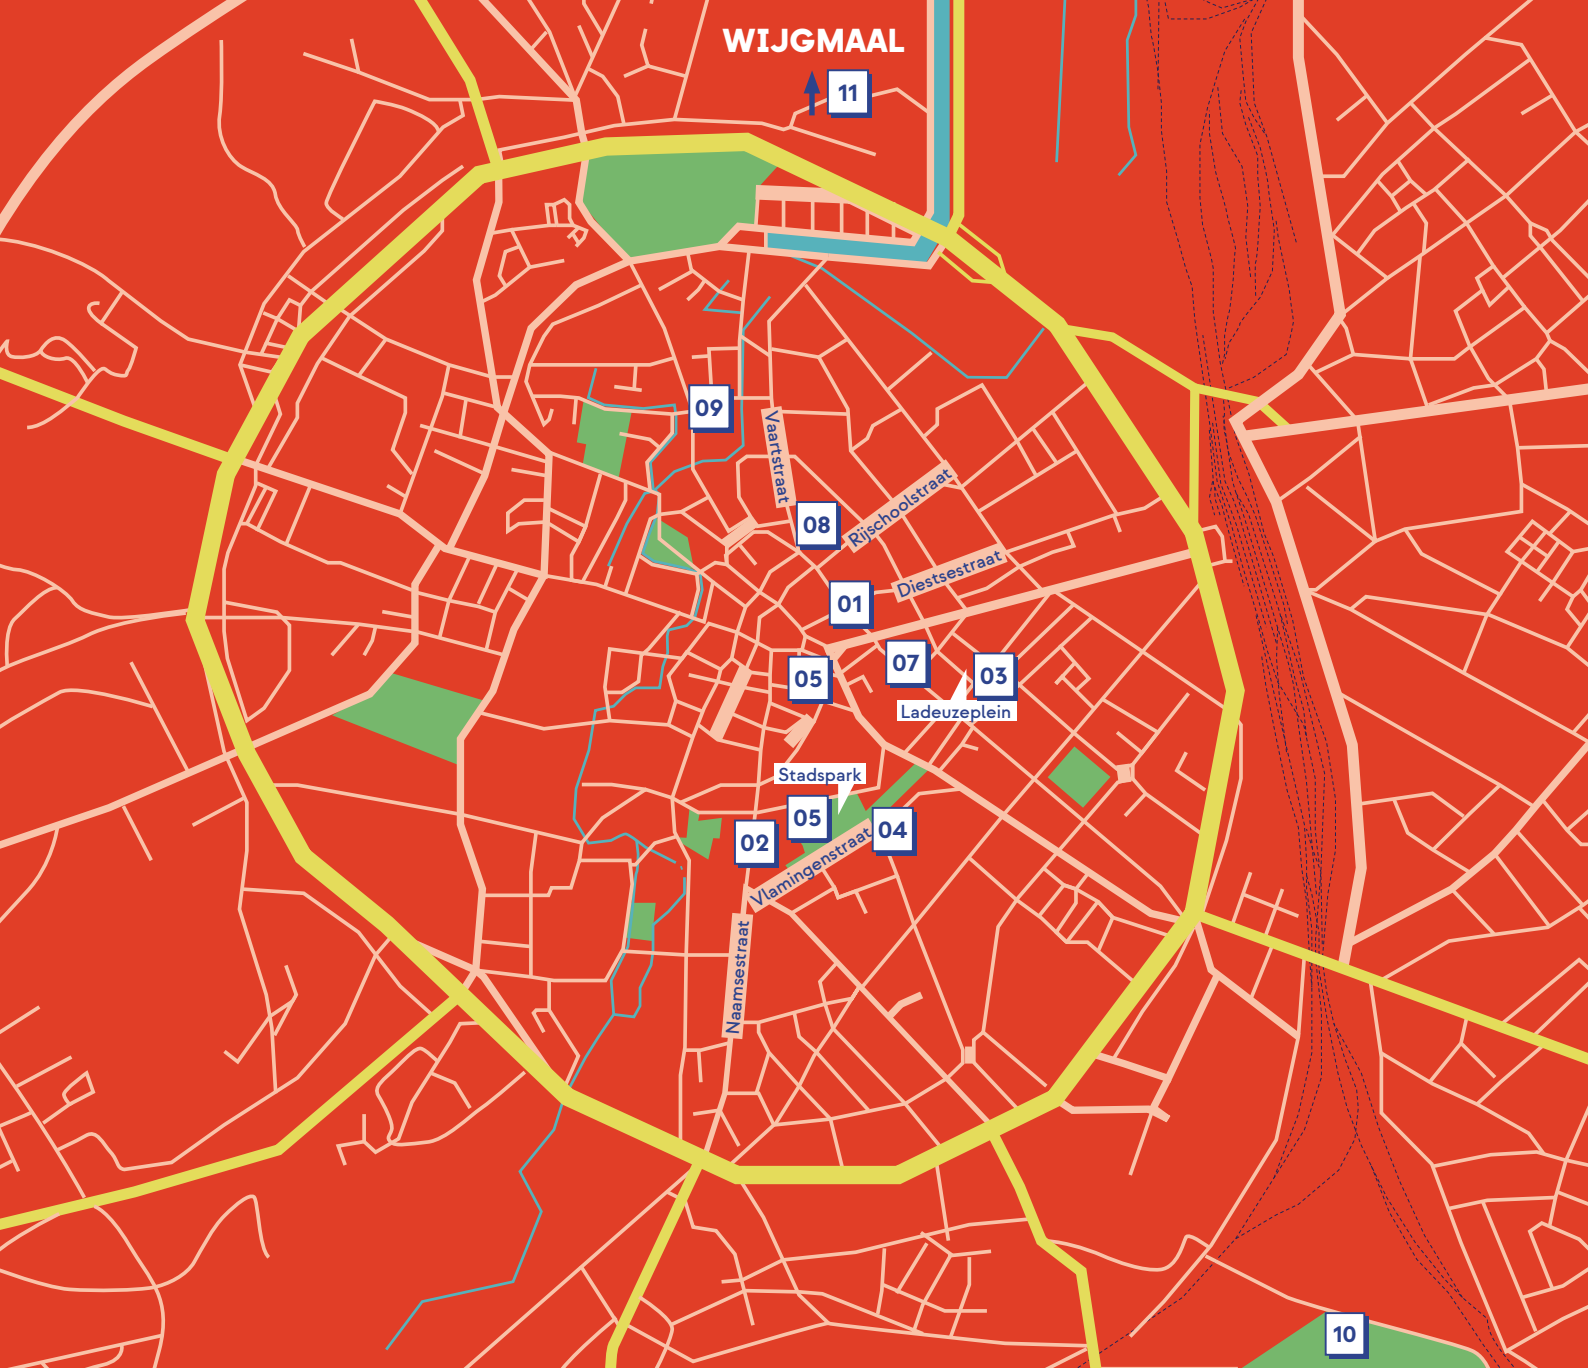 WIJGMAAL
11
09
Vaartstraat
08
Rijschoolstraat
Diestsestraat
01
07
03
05
Ladeuzeplein
Stadspark
05
04
02
Vlamingenstraat
Naamsestraat
10